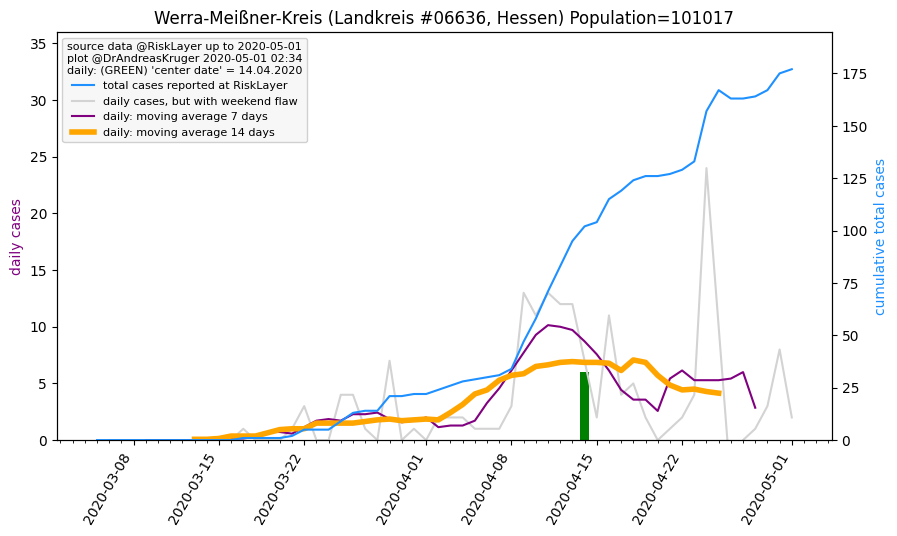 Werra-Meißner-Kreis (Landkreis #06636, Hessen) Population=101017
source data @RiskLayer up to 2020-05-01
plot @DrAndreasKruger 2020-05-01 02:34
daily: (GREEN) 'center date' = 14.04.2020
total cases reported at RiskLayer
daily cases, but with weekend flaw
daily: moving average 7 days
daily: moving average 14 days
daily cases
35
30
25
20
15
10
5
0
cumulative total cases
175
150
125
100
75
50
25
0
2020-03-08
2020-03-15
2020-03-22
2020-04-01
2020-04-08
2020-04-15
2020-04-22
2020-05-01